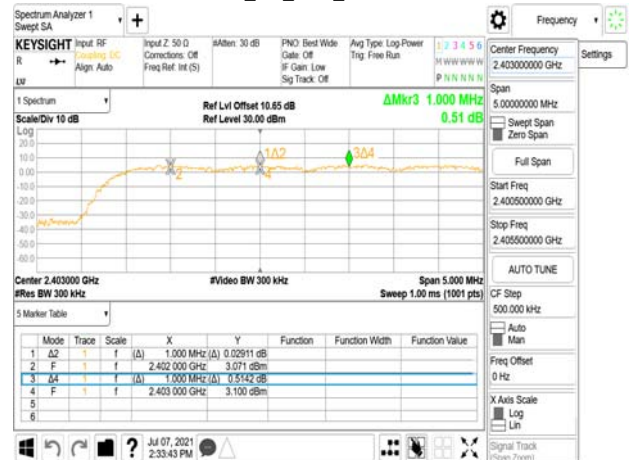 Spectrum Analyzer 1
Swept SA
+
Frequency
KEYSIGHT
R
LV
Input: RF
Coupling: DC
Align: Auto
Input Z: 50 Ω
Corrections: Off
Freq Ref: Int (S)
#Atten: 30 dB
PNO: Best Wide
Gate: Off
IF Gain: Low
Sig Track: Off
Avg Type: Log-Power
Trig: Free Run
1 2 3 4 5 6
M W W W W W
P N N N N N
Center Frequency
2.403000000 GHz
Settings
1 Spectrum
Scale/Div 10 dB
Ref Lvl Offset 10.65 dB
Ref Level 30.00 dBm
ΔMkr3 1.000 MHz
0.51 dB
Span
5.00000000 MHz
Swept Span
Zero Span
Full Span
Start Freq
2.400500000 GHz
Stop Freq
2.405500000 GHz
AUTO TUNE
CF Step
500.000 kHz
Auto
Man
Freq Offset
0 Hz
X Axis Scale
Log
Lin
Signal Track
(Span Zoom)
Log
20.0
10.0
0.00
-10.0
-20.0
-30.0
-40.0
-50.0
-60.0
2
1Δ2
4
3Δ4
Center 2.403000 GHz
#Res BW 300 kHz
#Video BW 300 kHz
Span 5.000 MHz
Sweep 1.00 ms (1001 pts)
5 Marker Table
Mode Trace Scale X Y Function Function Width Function Value
1 Δ2 1 f (Δ) 1.000 MHz (Δ) 0.02911 dB
2 F 1 f 2.402 000 GHz 3.071 dBm
3 Δ4 1 f (Δ) 1.000 MHz (Δ) 0.5142 dB
4 F 1 f 2.403 000 GHz 3.100 dBm
5
6
?
Jul 07, 2021
2:33:43 PM